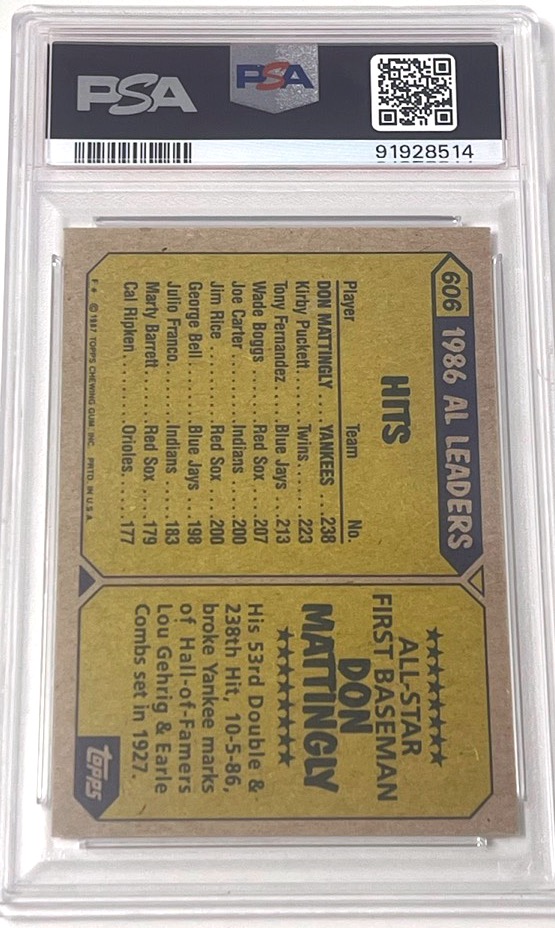 PSA
PSA
91928514
606 1986 AL LEADERS
HITS
Player Team No.
DON MATTINGLY .... YANKEES ... 238
Kirby Puckett ........ Twins ....... 223
Tony Fernandez ..... Blue Jays ... 213
Wade Boggs ........ Red Sox .... 207
Joe Carter .......... Indians ...... 200
Jim Rice ............ Red Sox .... 200
George Bell ......... Blue Jays ... 198
Julio Franco ........ Indians ...... 183
Marty Barrett ....... Red Sox .... 179
Cal Ripken .......... Orioles ...... 177
F* © 1987 TOPPS CHEWING GUM, INC. PRTD. IN U.S.A.
ALL-STAR
FIRST BASEMAN
DON
MATTINGLY
His 53rd Double &
238th Hit, 10-5-86,
broke Yankee marks
of Hall-of-Famers
Lou Gehrig & Earle
Combs set in 1927.
topps